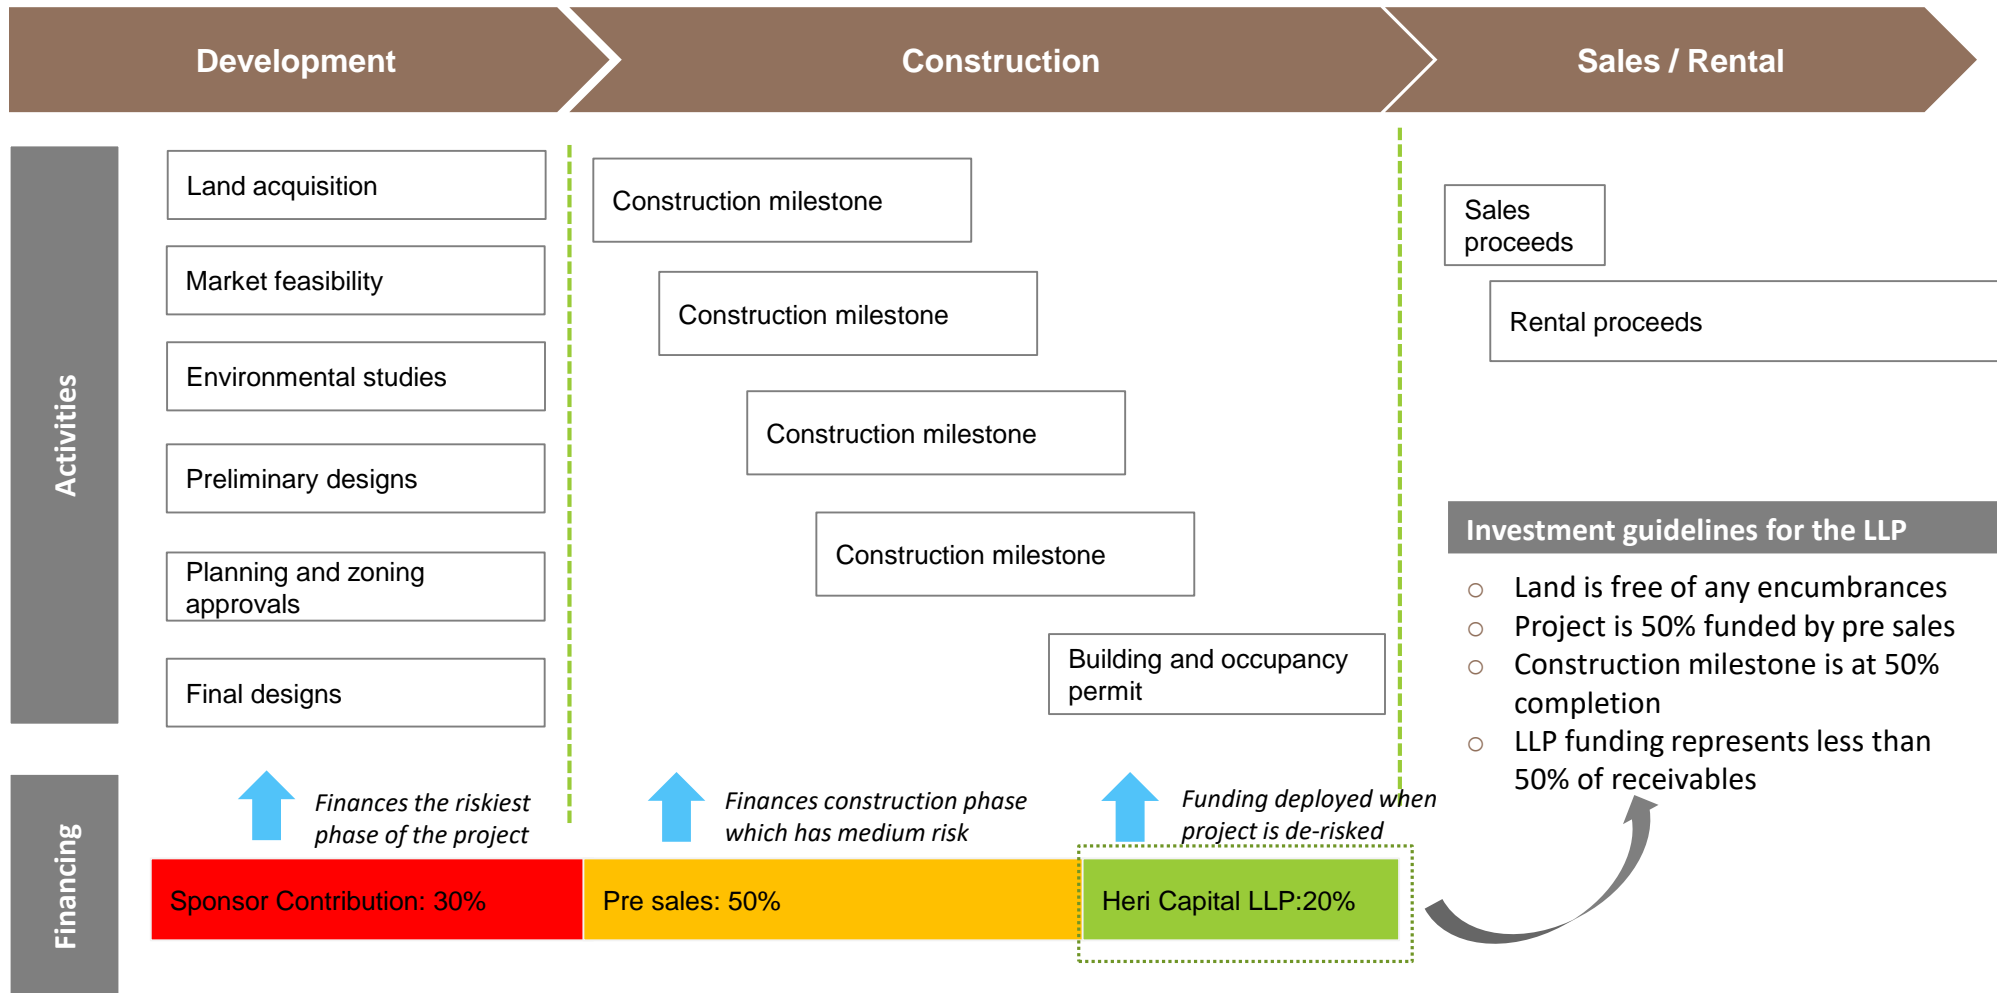 Development
Construction
Sales / Rental
Activities
Land acquisition
Market feasibility
Environmental studies
Preliminary designs
Planning and zoning
approvals
Final designs
Construction milestone
Construction milestone
Construction milestone
Construction milestone
Building and occupancy
permit
Sales
proceeds
Rental proceeds
Investment guidelines for the LLP
○ Land is free of any encumbrances
○ Project is 50% funded by pre sales
○ Construction milestone is at 50%
completion
○ LLP funding represents less than
50% of receivables
Financing
Finances the riskiest
phase of the project
Finances construction phase
which has medium risk
Funding deployed when
project is de-risked
Sponsor Contribution: 30%
Pre sales: 50%
Heri Capital LLP:20%